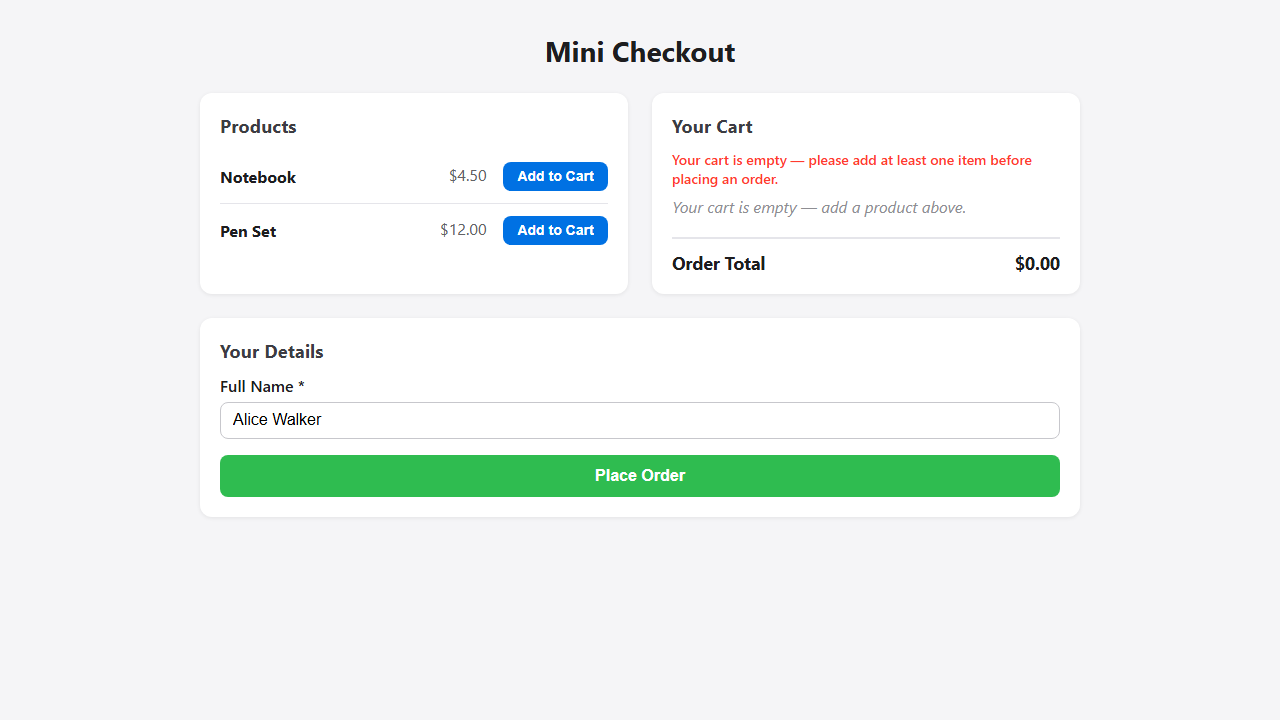 Mini Checkout
Products
Notebook $4.50 Add to Cart
Pen Set $12.00 Add to Cart
Your Cart
Your cart is empty — please add at least one item before
placing an order.
Your cart is empty — add a product above.
Order Total $0.00
Your Details
Full Name *
Alice Walker
Place Order